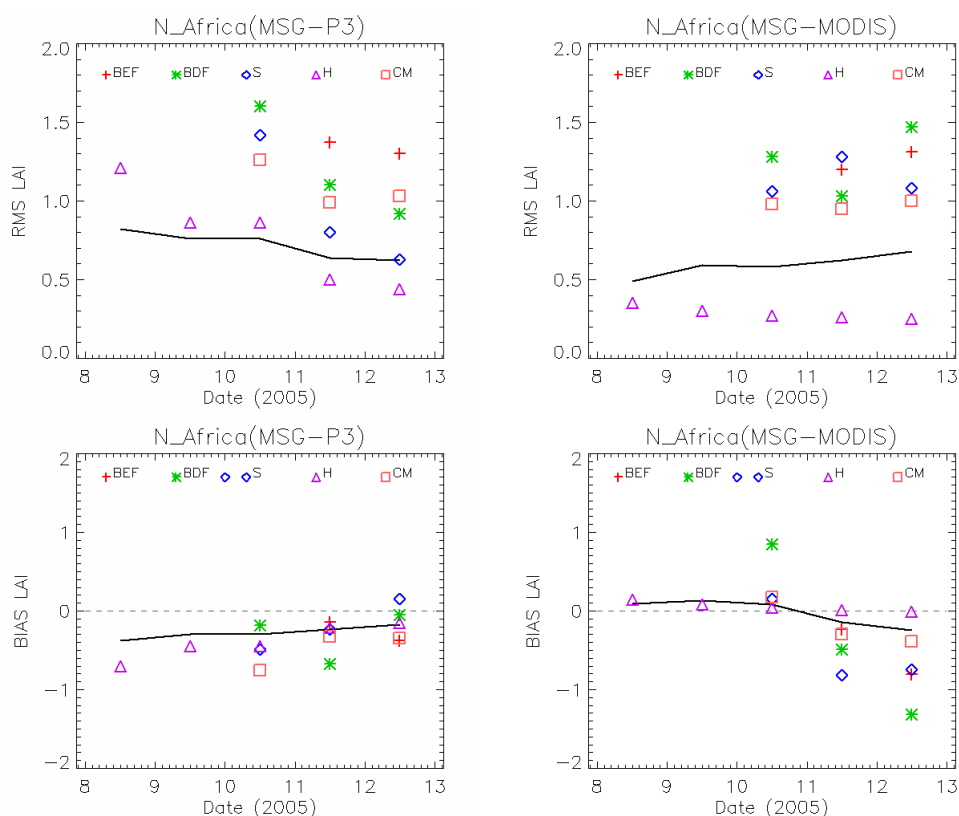 N_Africa(MSG-P3)
2.0
BEF BDF S H CM
1.5
RMS LAI
1.0
0.5
0.0
8 9 10 11 12 13
Date (2005)
N_Africa(MSG-MODIS)
2.0
BEF BDF S H CM
1.5
RMS LAI
1.0
0.5
0.0
8 9 10 11 12 13
Date (2005)
N_Africa(MSG-P3)
2
BEF BDF S H CM
1
BIAS LAI
0
-1
-2
8 9 10 11 12 13
Date (2005)
N_Africa(MSG-MODIS)
2
BEF BDF S H CM
1
BIAS LAI
0
-1
-2
8 9 10 11 12 13
Date (2005)